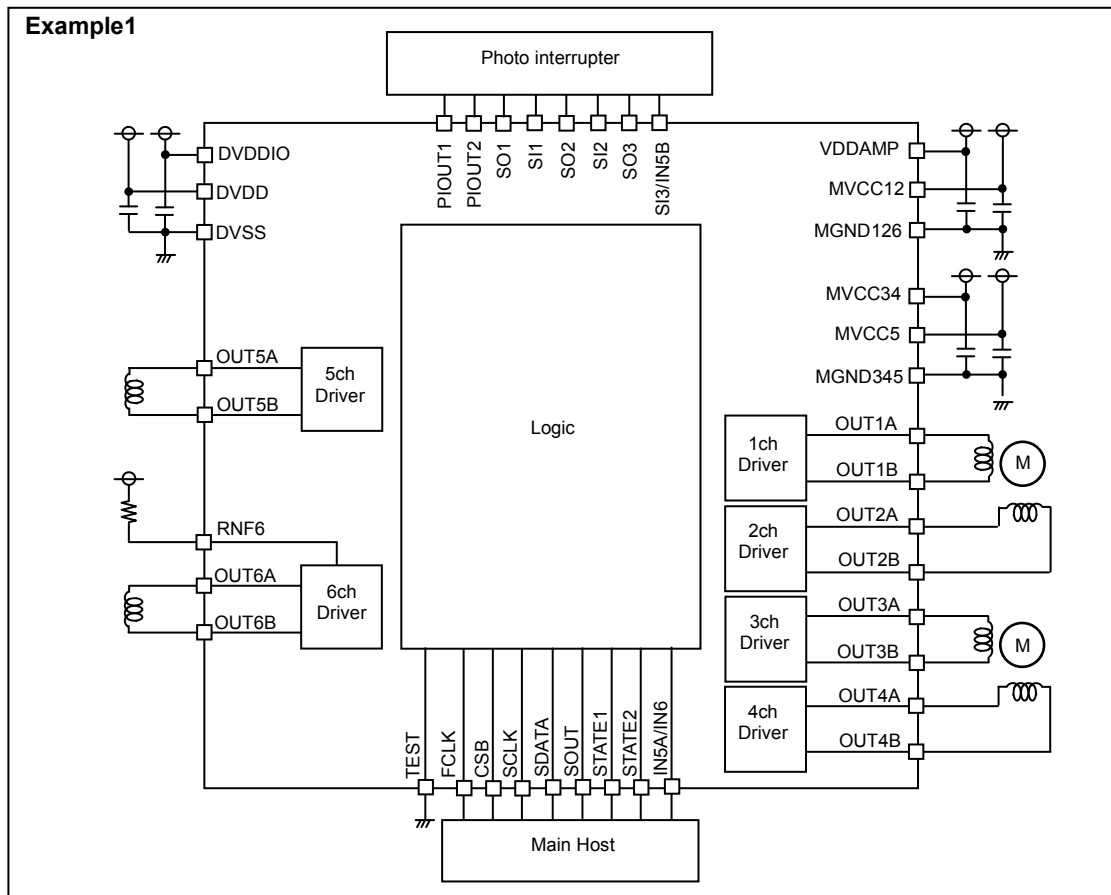 Example1
Photo interrupter
PIOUT1
PIOUT2
SO1
SI1
SO2
SI2
SO3
SI3/IN5B
DVDDIO
DVDD
DVSS
VDDAMP
MVCC12
MGND126
MVCC34
MVCC5
MGND345
OUT5A
OUT5B
5ch
Driver
RNF6
OUT6A
OUT6B
6ch
Driver
Logic
1ch
Driver
OUT1A
OUT1B
M
2ch
Driver
OUT2A
OUT2B
3ch
Driver
OUT3A
OUT3B
M
4ch
Driver
OUT4A
OUT4B
TEST
FCLK
CSB
SCLK
SDATA
SOUT
STATE1
STATE2
IN5A/IN6
Main Host